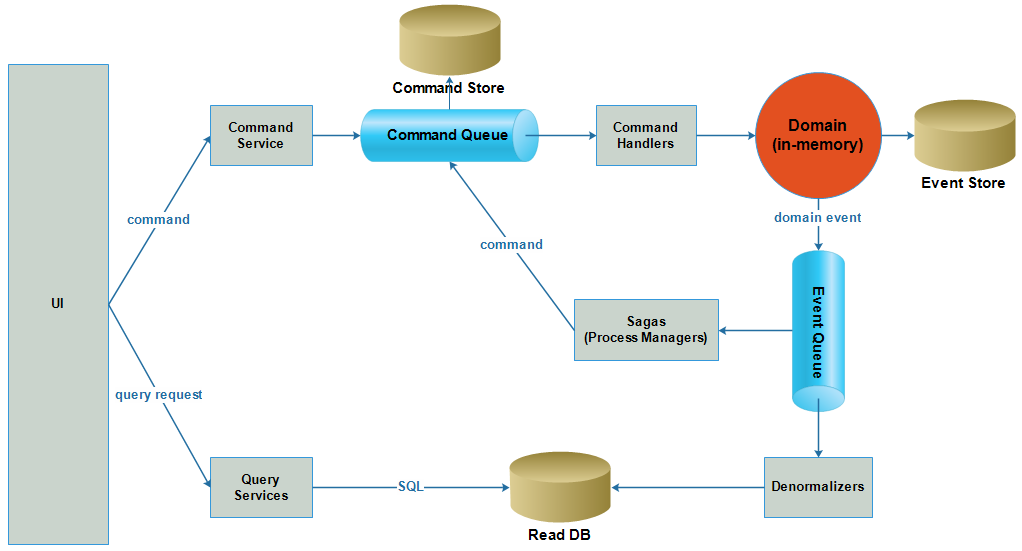 Command Store
Command
Service
Command Queue
Command
Handlers
Domain
(in-memory)
Event Store
command
domain event
command
UI
Sagas
(Process Managers)
Event Queue
query request
Query
Services
SQL
Denormalizers
Read DB